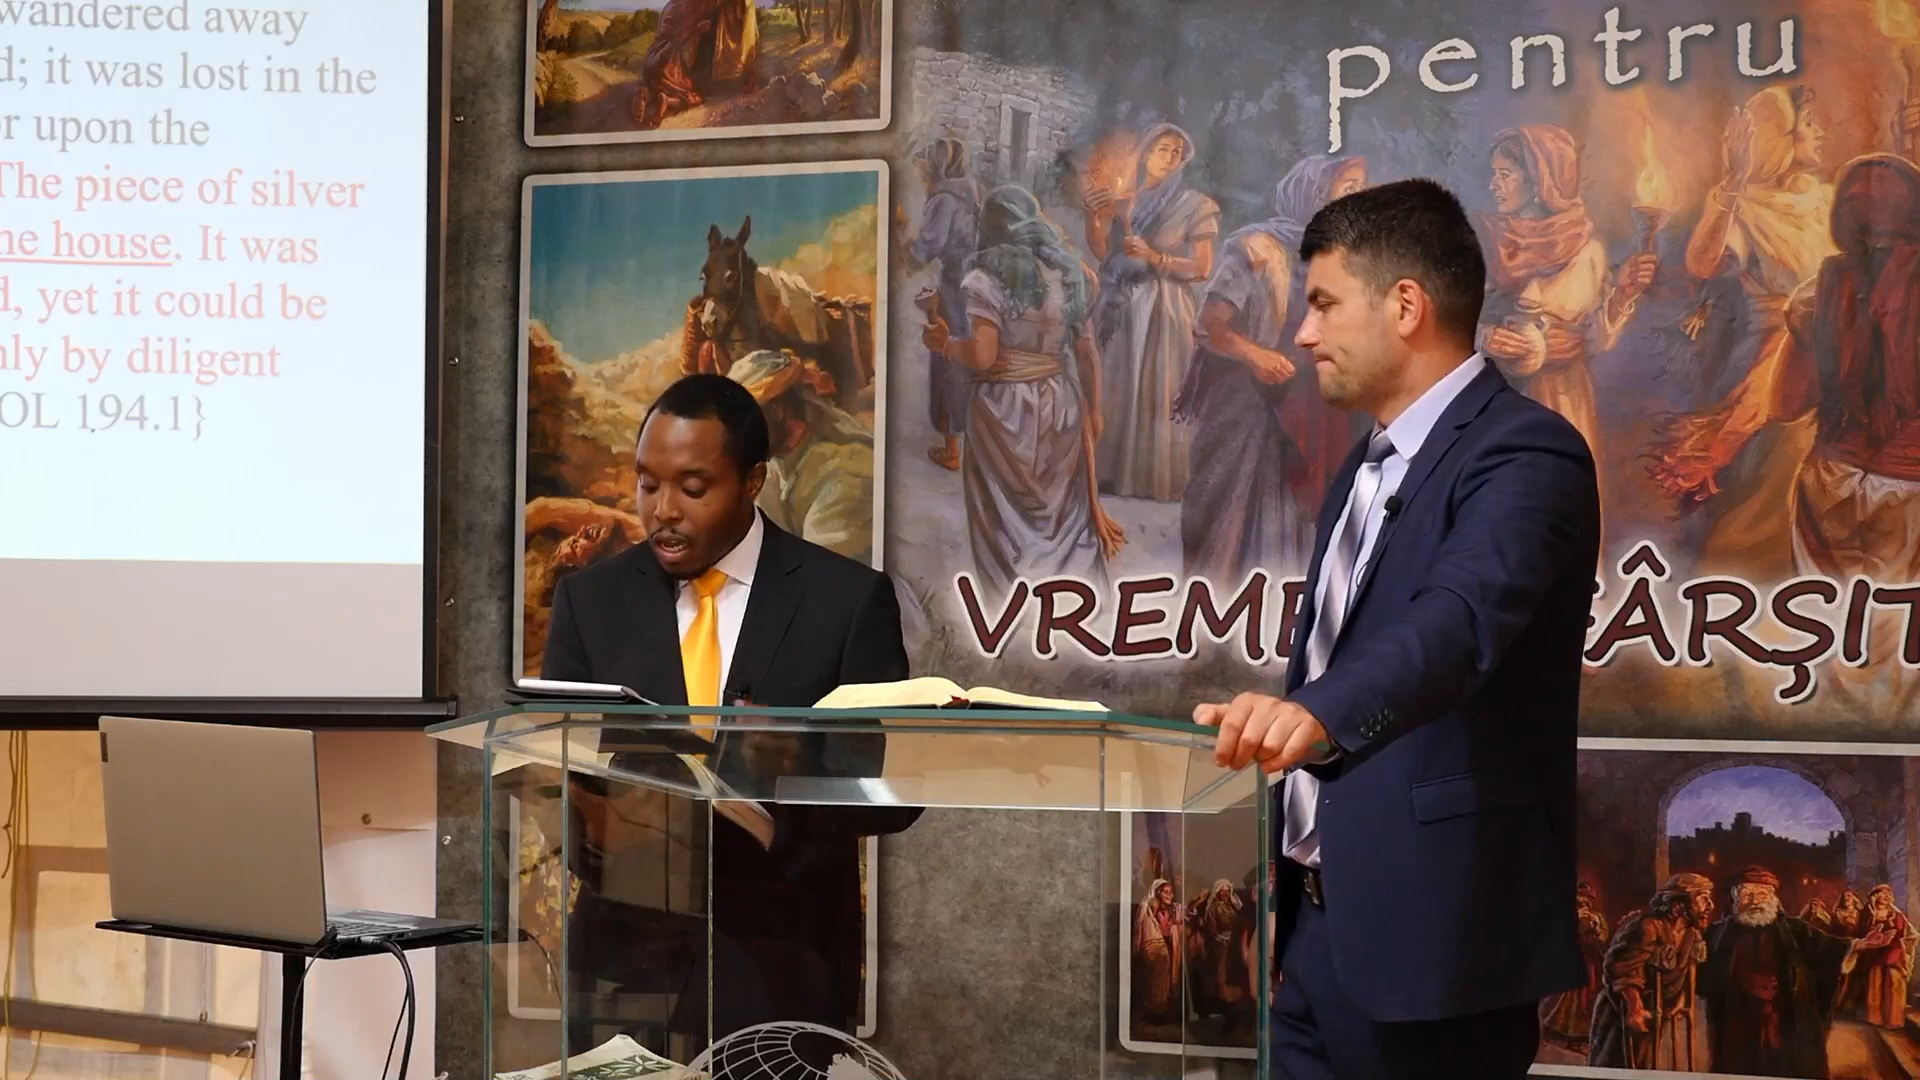 wandered away
d; it was lost in the
r upon the
The piece of silver
he house. It was
d, yet it could be
nly by diligent
OL 194.1}
pentru
VREME
ÂRȘIT